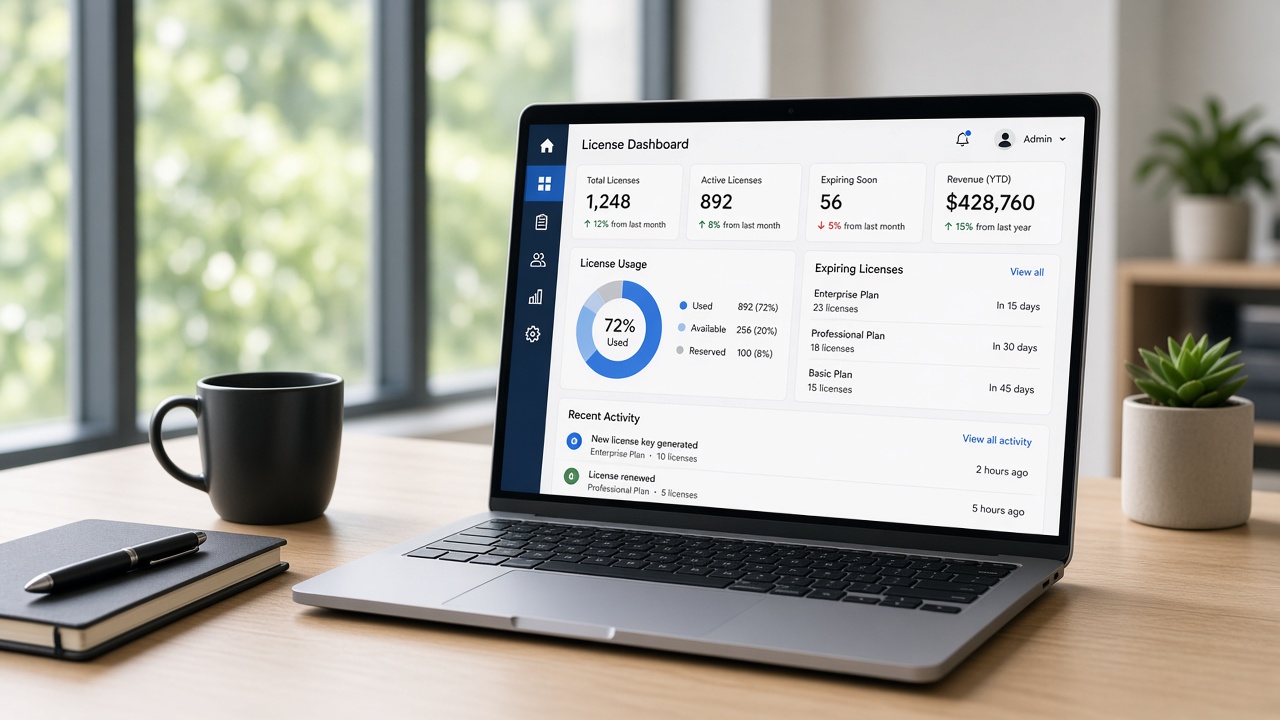 License Dashboard
Admin
Total Licenses
1,248
↑ 12% from last month
Active Licenses
892
↑ 8% from last month
Expiring Soon
56
↓ 5% from last month
Revenue (YTD)
$428,760
↑ 15% from last year
License Usage
72%
Used
Used 892 (72%)
Available 256 (20%)
Reserved 100 (8%)
Expiring Licenses
View all
Enterprise Plan
23 licenses
In 15 days
Professional Plan
18 licenses
In 30 days
Basic Plan
15 licenses
In 45 days
Recent Activity
View all activity
New license key generated
Enterprise Plan • 10 licenses
2 hours ago
License renewed
Professional Plan • 5 licenses
5 hours ago